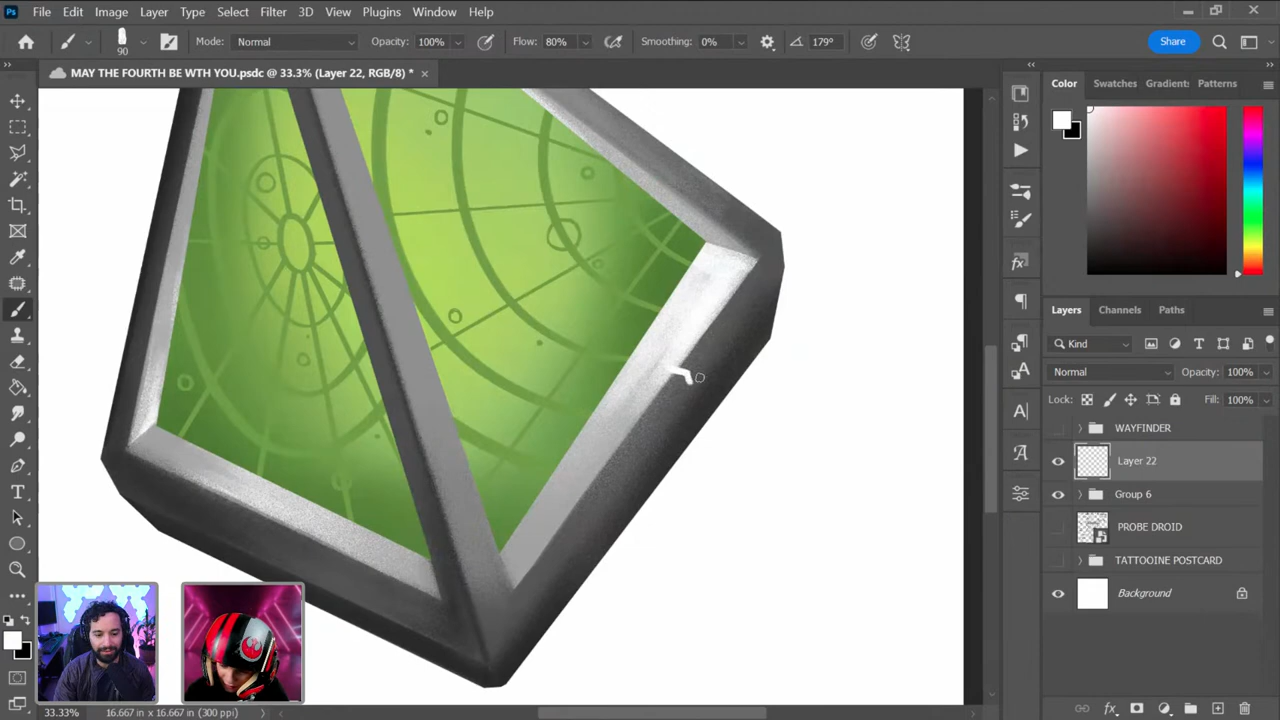 Ps File Edit Image Layer Type Select Filter 3D View Plugins Window Help
90 Mode: Normal Opacity: 100% Flow: 80% Smoothing: 0% 179° Share
MAY THE FOURTH BE WTH YOU.psdc @ 33.3% (Layer 22, RGB/8) *
Color Swatches Gradient: Patterns
Layers Channels Paths
Kind
Normal Opacity: 100%
Lock: Fill: 100%
WAYFINDER
Layer 22
Group 6
PROBE DROID
TATTOOINE POSTCARD
Background
33.33% 16.667 in x 16.667 in (300 ppi)